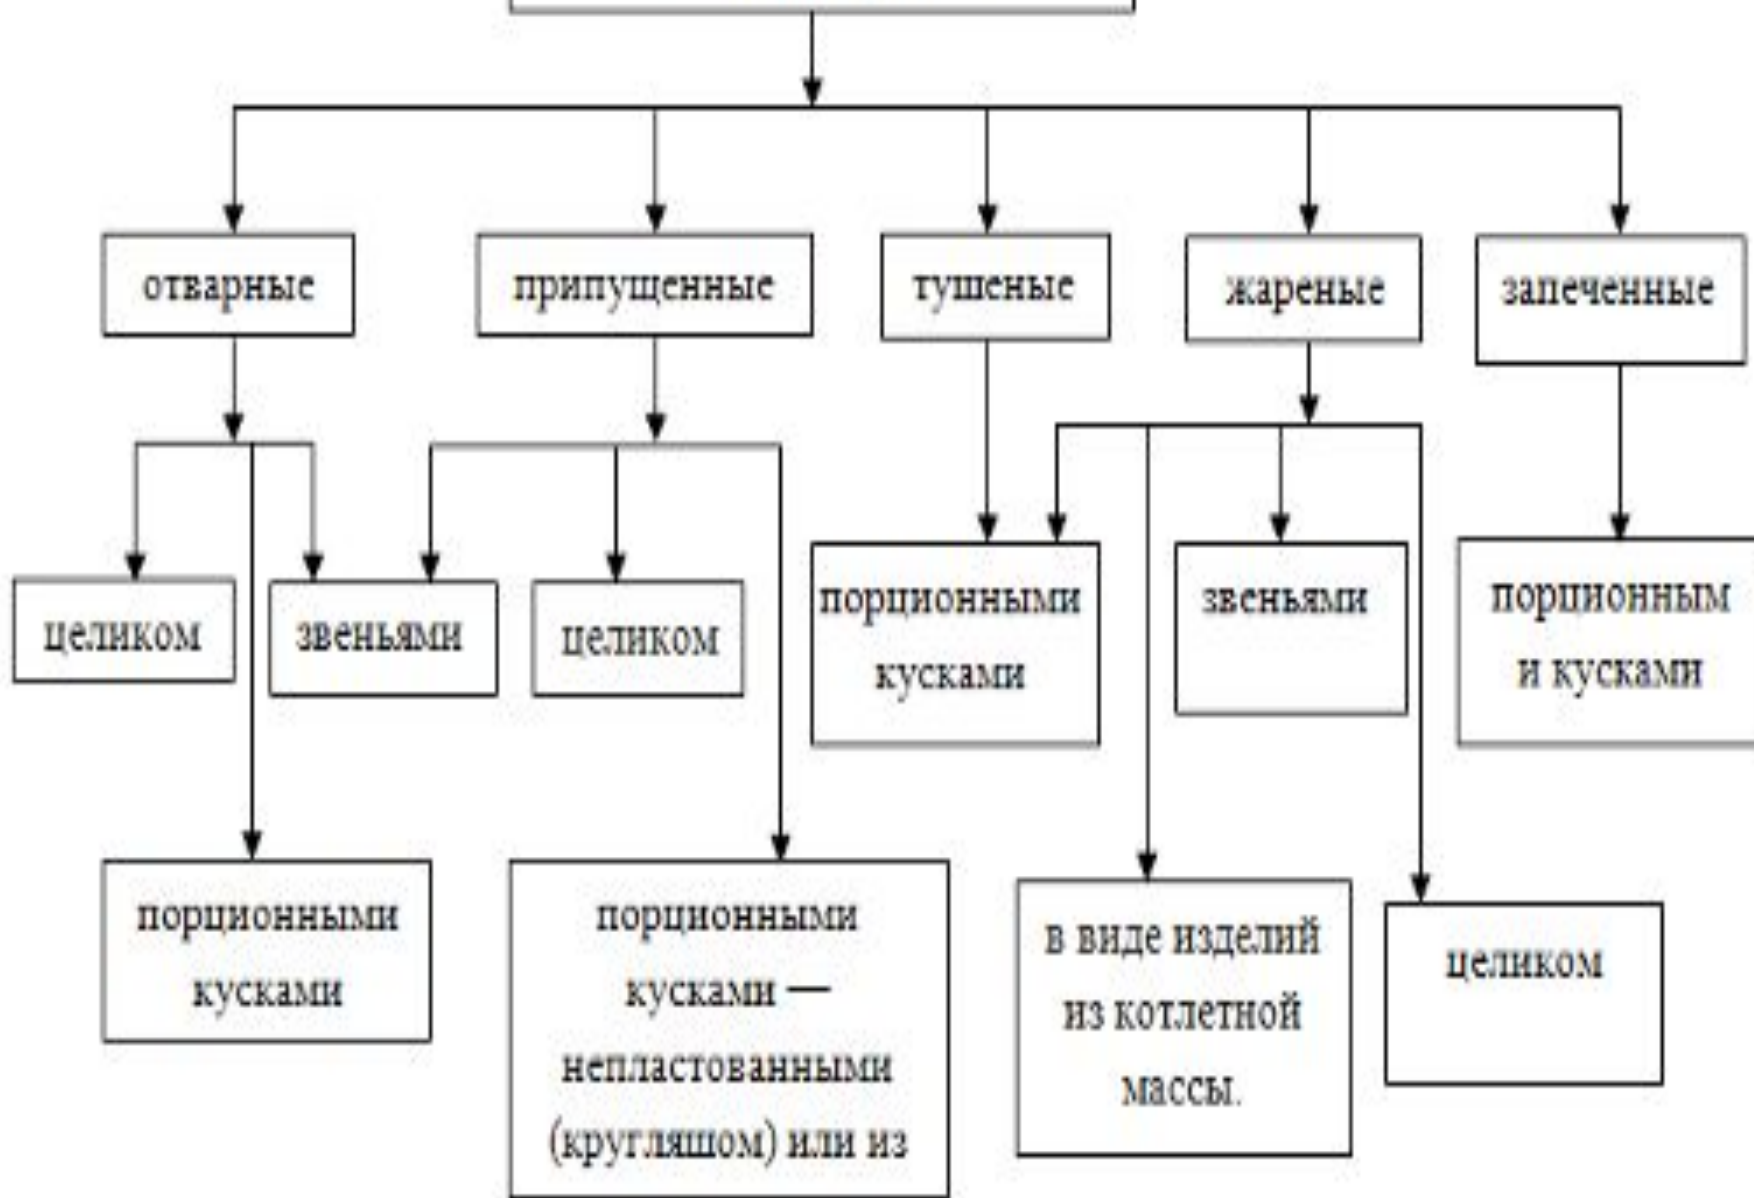 отварные
припущенные
тушеные
жареные
запеченные
целиком
звеньями
целиком
порционными
кусками
звеньями
порционным
и кусками
порционными
кусками
порционными
кусками —
непластованными
(кругляшом) или из
в виде изделий
из котлетной
массы.
целиком